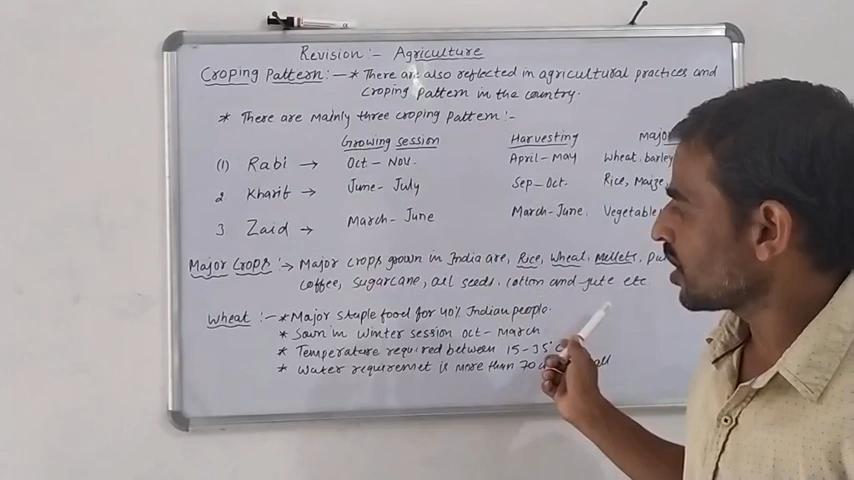 Revision :- Agriculture
Croping Pattern :- * There are also reflected in agricultural practices and
croping pattern in the country.
* There are mainly three croping pattern :-
Growing session Harvesting Major
(1) Rabi → Oct - Nov. April - May Wheat, barley
2 Kharif → June - July Sep - Oct. Rice, Maize
3 Zaid → March - June March - June. Vegetable
Major Crops :→ Major crops grown in India are, Rice, Wheat, Mellets,
coffee, sugarcane, oil seeds, cotton and jute etc
Wheat :- * Major staple food for 40% Indian people.
* Sown in winter session Oct - March
* Temperature required between 15-35°C
* Water requiremet is more than 70